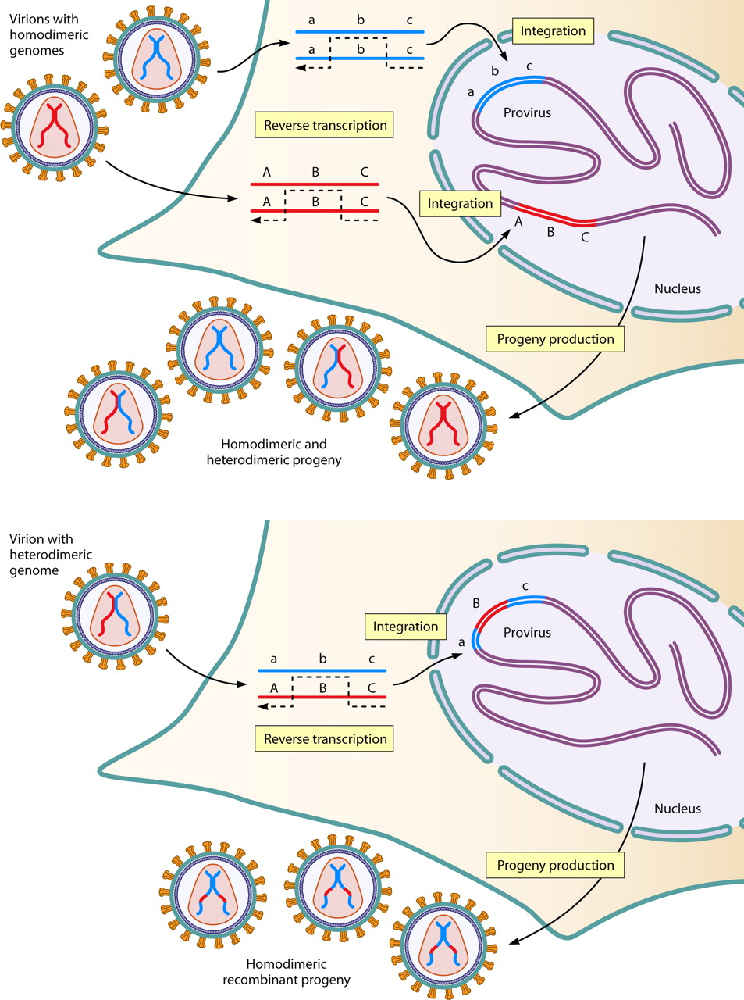 Virions with
homodimeric
genomes
a b c
a b c
Integration
b c
a
Provirus
Reverse transcription
A B C
A B C
Integration
A
B
C
Nucleus
Progeny production
Homodimeric and
heterodimeric progeny
Virion with
heterodimeric
genome
c
B
Integration
Provirus
a
a b c
A B C
Reverse transcription
Nucleus
Progeny production
Homodimeric
recombinant progeny